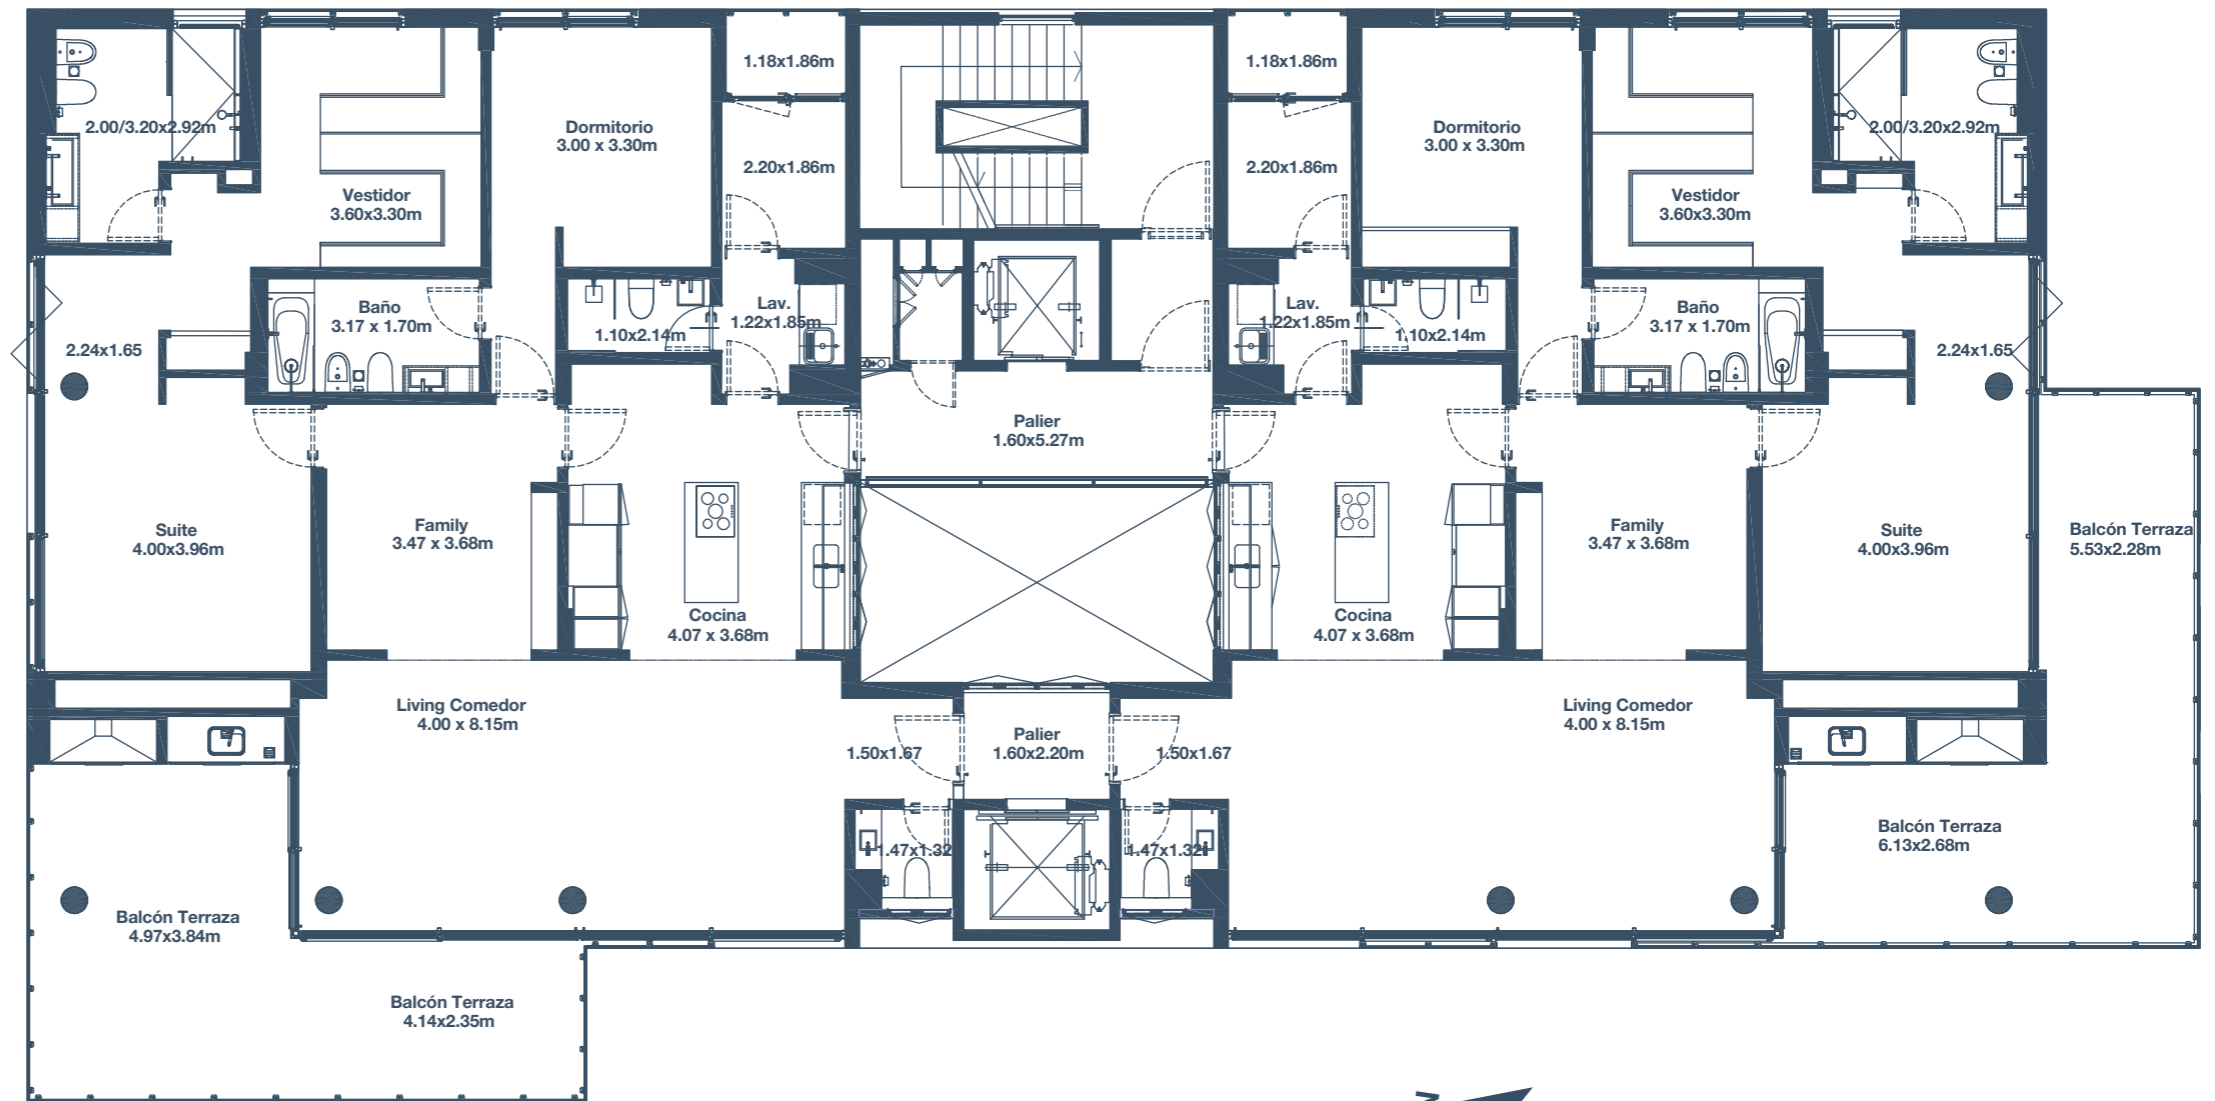 1.18x1.86m
1.18x1.86m
2.00/3.20x2.92m
Dormitorio
3.00 x 3.30m
2.20x1.86m
2.20x1.86m
Dormitorio
3.00 x 3.30m
2.00/3.20x2.92m
Vestidor
3.60x3.30m
Vestidor
3.60x3.30m
Baño
3.17 x 1.70m
1.10x2.14m
Lav.
1.22x1.85m
Lav.
1.22x1.85m
1.10x2.14m
Baño
3.17 x 1.70m
2.24x1.65
2.24x1.65
Palier
1.60x5.27m
Suite
4.00x3.96m
Family
3.47 x 3.68m
Family
3.47 x 3.68m
Suite
4.00x3.96m
Balcón Terraza
5.53x2.28m
Cocina
4.07 x 3.68m
Cocina
4.07 x 3.68m
Living Comedor
4.00 x 8.15m
Living Comedor
4.00 x 8.15m
1.50x1.67
Palier
1.60x2.20m
1.50x1.67
1.47x1.32
1.47x1.32
Balcón Terraza
6.13x2.68m
Balcón Terraza
4.97x3.84m
Balcón Terraza
4.14x2.35m